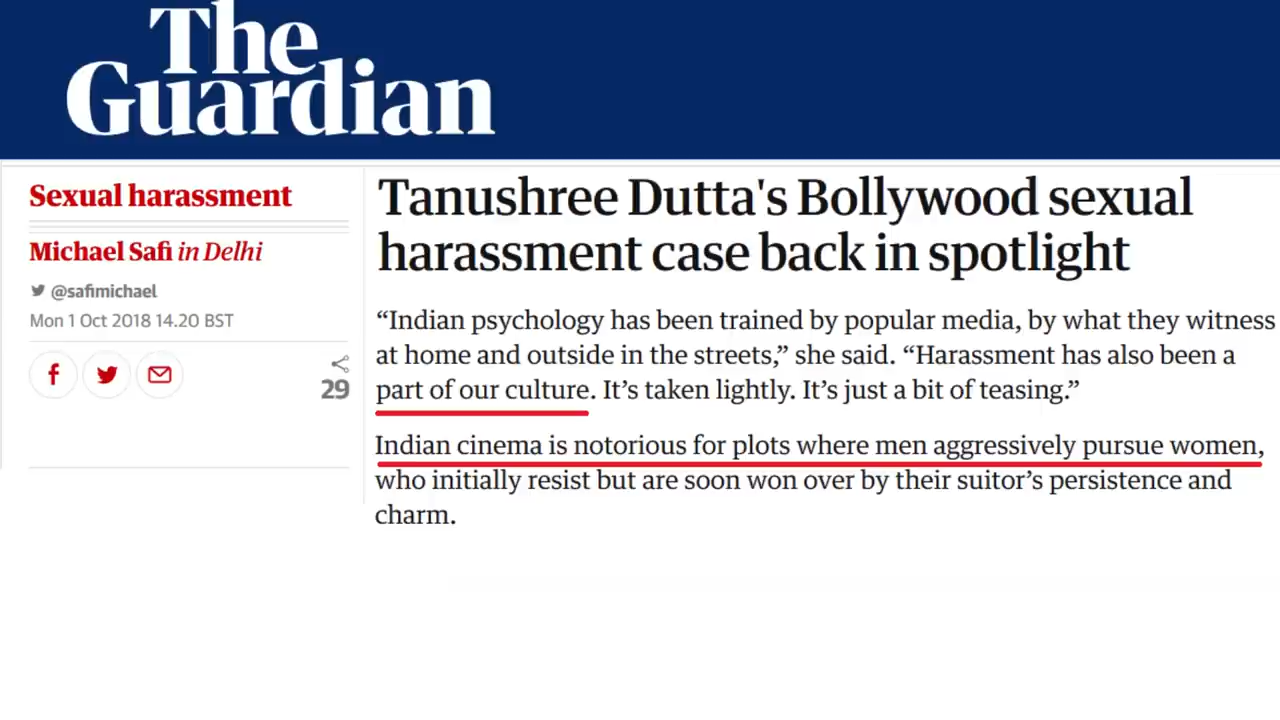 The
Guardian
Sexual harassment
Michael Safi in Delhi
@safimichael
Mon 1 Oct 2018 14.20 BST
29
Tanushree Dutta's Bollywood sexual
harassment case back in spotlight
“Indian psychology has been trained by popular media, by what they witness
at home and outside in the streets,” she said. “Harassment has also been a
part of our culture. It’s taken lightly. It’s just a bit of teasing.”
Indian cinema is notorious for plots where men aggressively pursue women,
who initially resist but are soon won over by their suitor’s persistence and
charm.